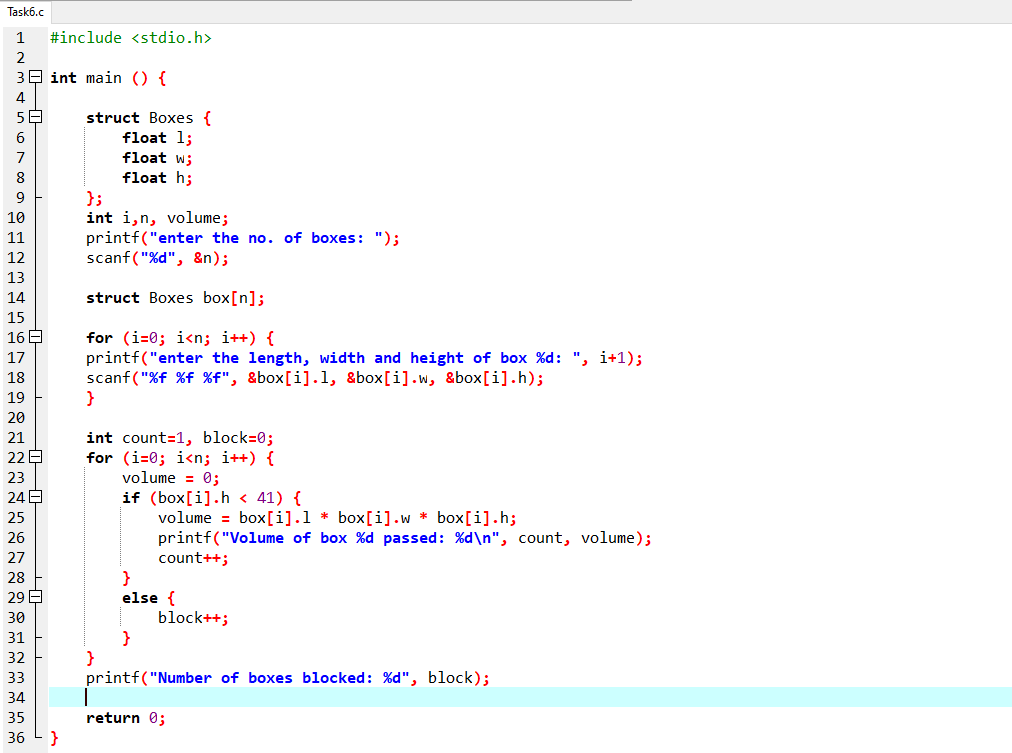 Task6.c
1 #include <stdio.h>
2
3 int main () {
4
5 struct Boxes {
6 float l;
7 float w;
8 float h;
9 };
10 int i,n, volume;
11 printf("enter the no. of boxes: ");
12 scanf("%d", &n);
13
14 struct Boxes box[n];
15
16 for (i=0; i<n; i++) {
17 printf("enter the length, width and height of box %d: ", i+1);
18 scanf("%f %f %f", &box[i].l, &box[i].w, &box[i].h);
19 }
20
21 int count=1, block=0;
22 for (i=0; i<n; i++) {
23 volume = 0;
24 if (box[i].h < 41) {
25 volume = box[i].l * box[i].w * box[i].h;
26 printf("Volume of box %d passed: %d\n", count, volume);
27 count++;
28 }
29 else {
30 block++;
31 }
32 }
33 printf("Number of boxes blocked: %d", block);
34
35 return 0;
36 }